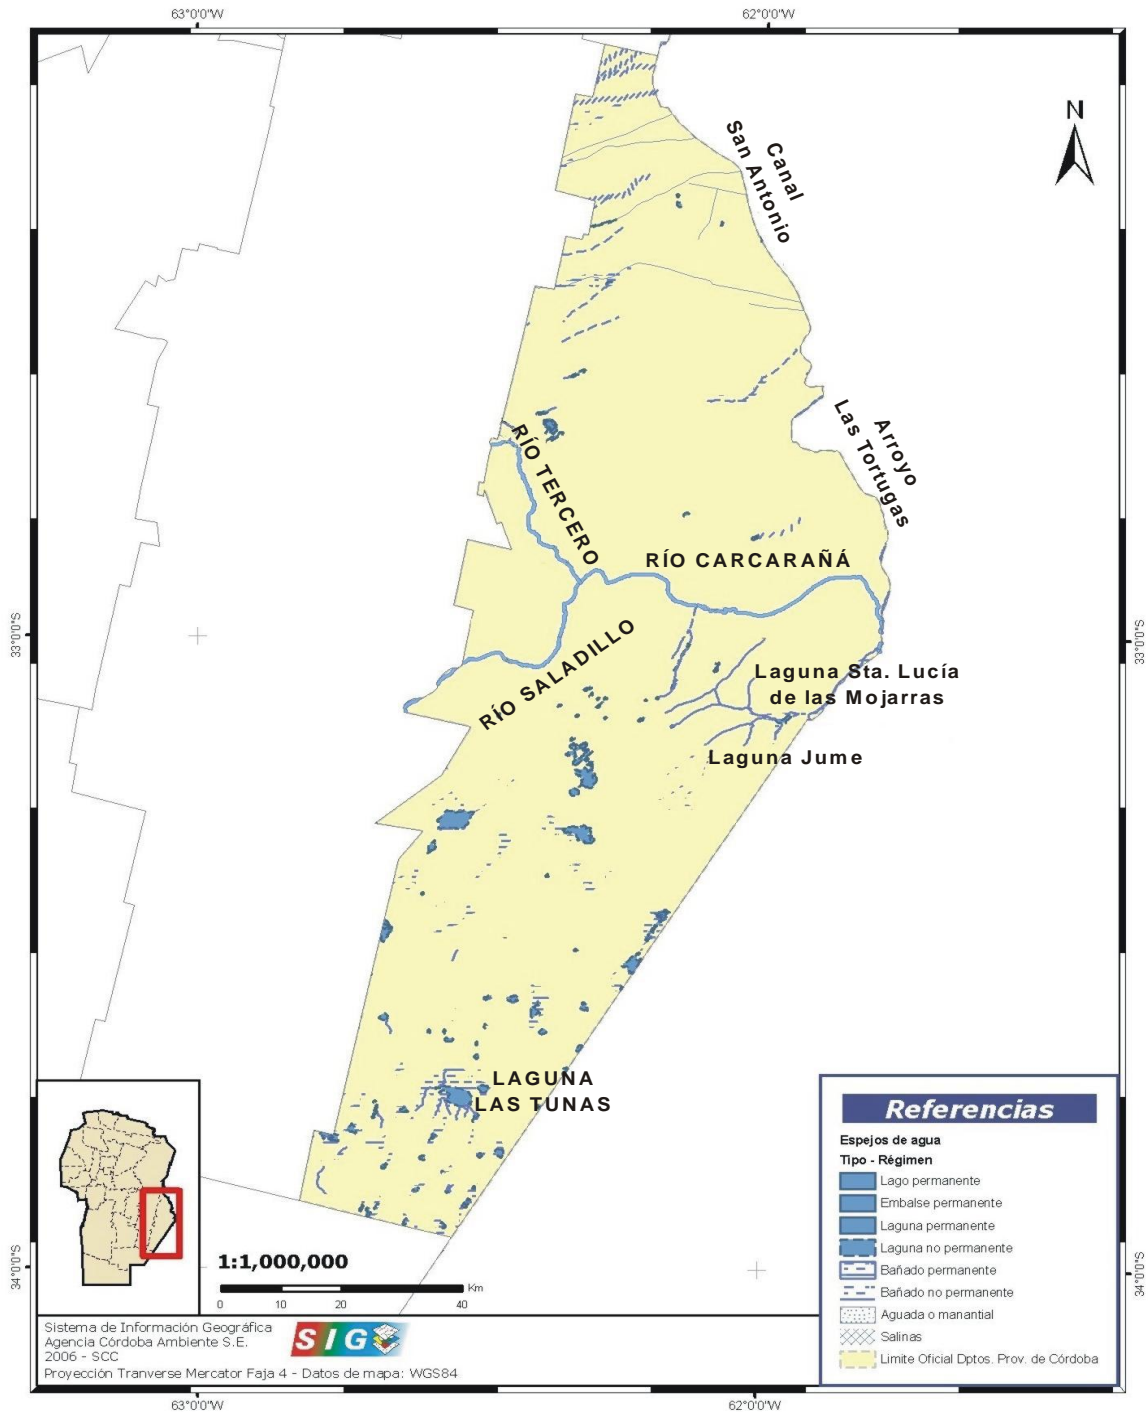 63°0'0"W
62°0'0"W
N
Canal
San Antonio
Arroyo
Las Tortugas
RÍO TERCERO
RÍO CARCARAÑÁ
33°0'0"S
33°0'0"S
RÍO SALADILLO
Laguna Sta. Lucía
de las Mojarras
Laguna Jume
LAGUNA
LAS TUNAS
Referencias
Espejos de agua
Tipo - Régimen
Lago permanente
Embalse permanente
Laguna permanente
Laguna no permanente
Bañado permanente
Bañado no permanente
Aguada o manantial
Salinas
Limite Oficial Dptos. Prov. de Córdoba
34°0'0"S
34°0'0"S
1:1,000,000
Km
0 10 20 40
Sistema de Información Geográfica
Agencia Córdoba Ambiente S.E.
2006 - SCC
SIG
Proyección Tranverse Mercator Faja 4 - Datos de mapa: WGS84
63°0'0"W
62°0'0"W